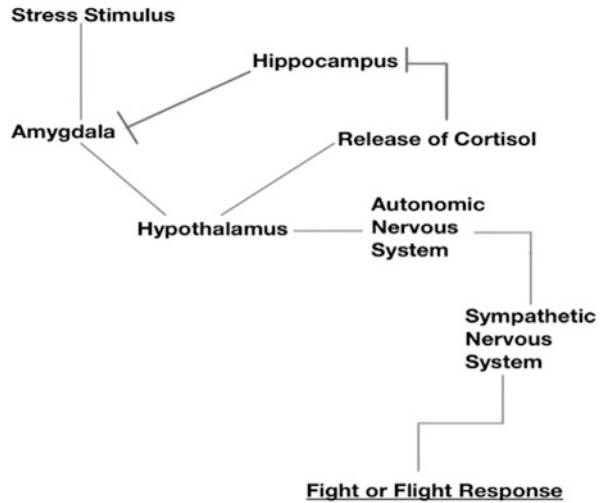 Stress Stimulus
Hippocampus
Amygdala
Release of Cortisol
Hypothalamus
Autonomic
Nervous
System
Sympathetic
Nervous
System
Fight or Flight Response